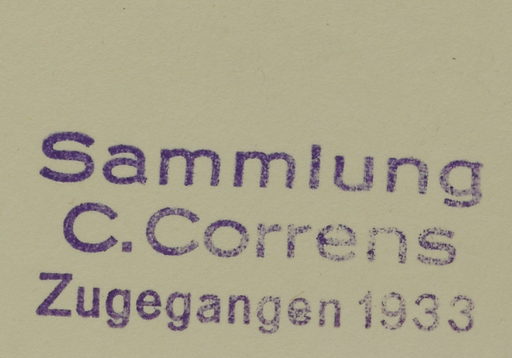 Sammlung
C. Correns
Zugegangen 1933